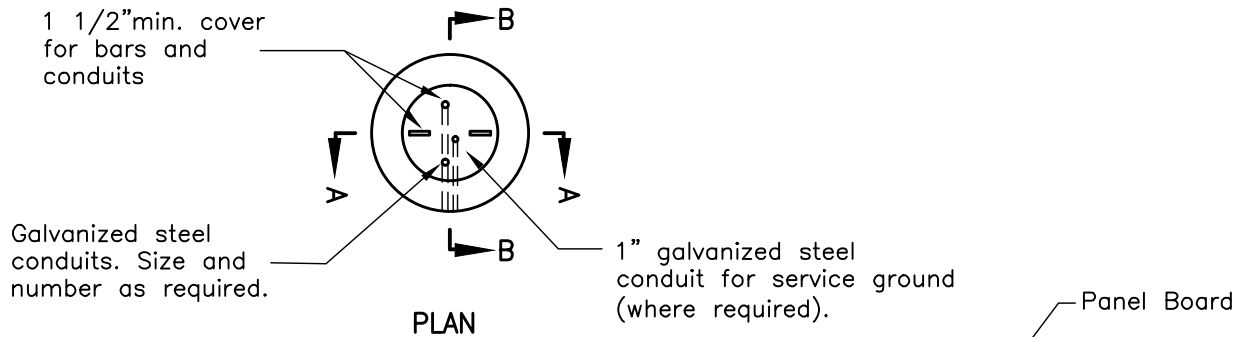 1 1/2”min. cover
for bars and
conduits
B
A
A
Galvanized steel
conduits. Size and
number as required.
B
1” galvanized steel
conduit for service ground
(where required).
Panel Board
PLAN